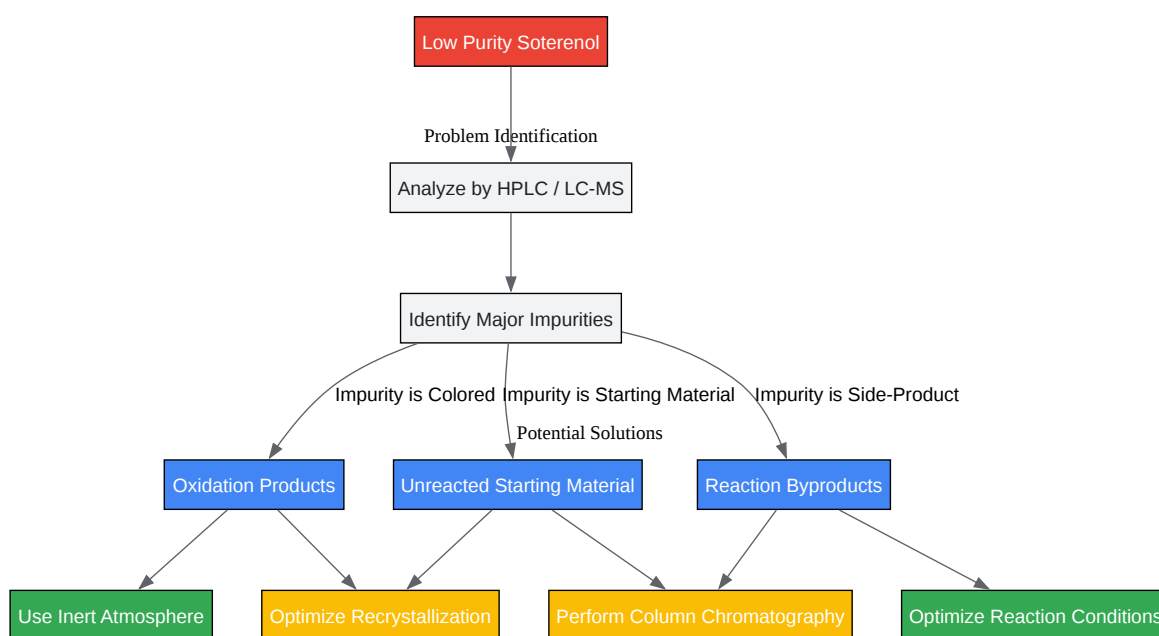 Low Purity Soterenol
Problem Identification
Analyze by HPLC / LC-MS
Identify Major Impurities
Impurity is Colored
Impurity is Starting Material
Impurity is Side-Product
Potential Solutions
Oxidation Products
Unreacted Starting Material
Reaction Byproducts
Use Inert Atmosphere
Optimize Recrystallization
Perform Column Chromatography
Optimize Reaction Conditions